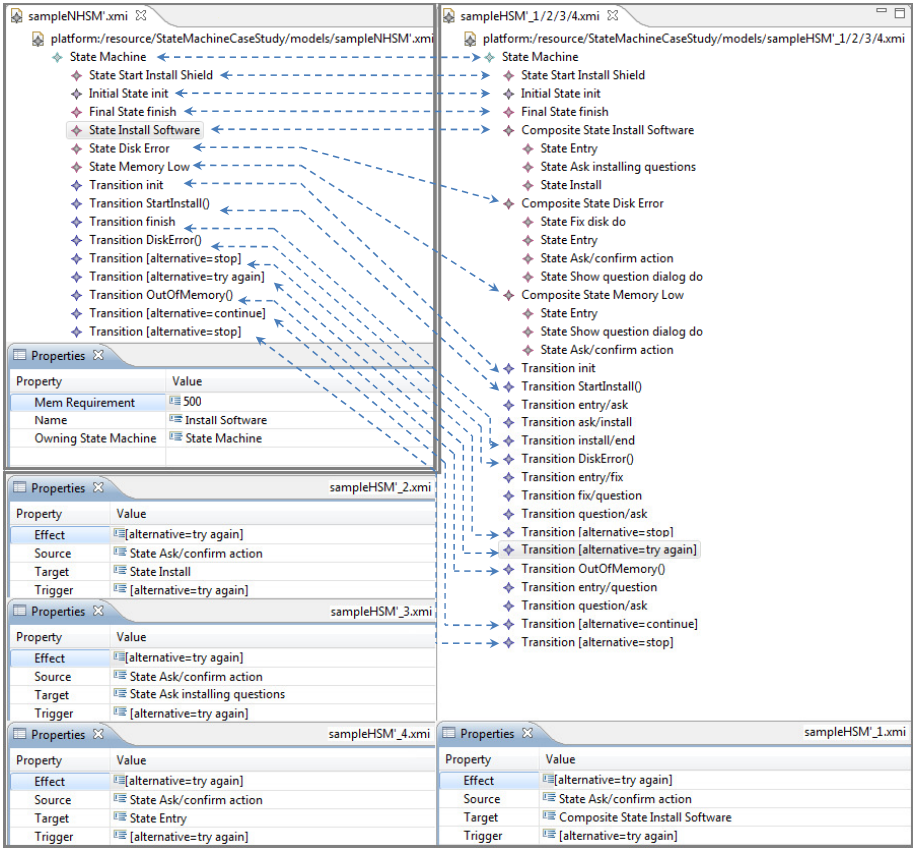 sampleNHSM'.xmi
platform:/resource/StateMachineCaseStudy/models/sampleNHSM'.xmi
State Machine
State Start Install Shield
Initial State init
Final State finish
State Install Software
State Disk Error
State Memory Low
Transition init
Transition StartInstall()
Transition finish
Transition DiskError()
Transition [alternative=stop]
Transition [alternative=try again]
Transition OutOfMemory()
Transition [alternative=continue]
Transition [alternative=stop]
Properties
Property Value
Mem Requirement 500
Name Install Software
Owning State Machine State Machine
Properties sampleHSM'_2.xmi
Property Value
Effect [alternative=try again]
Source State Ask/confirm action
Target State Install
Trigger [alternative=try again]
Properties sampleHSM'_3.xmi
Property Value
Effect [alternative=try again]
Source State Ask/confirm action
Target State Ask installing questions
Trigger [alternative=try again]
Properties sampleHSM'_4.xmi
Property Value
Effect [alternative=try again]
Source State Ask/confirm action
Target State Entry
Trigger [alternative=try again]
sampleHSM'_1/2/3/4.xmi
platform:/resource/StateMachineCaseStudy/models/sampleHSM'_1/2/3/4.xmi
State Machine
State Start Install Shield
Initial State init
Final State finish
Composite State Install Software
State Entry
State Ask installing questions
State Install
Composite State Disk Error
State Fix disk do
State Entry
State Ask/confirm action
State Show question dialog do
Composite State Memory Low
State Entry
State Show question dialog do
State Ask/confirm action
Transition init
Transition StartInstall()
Transition entry/ask
Transition ask/install
Transition install/end
Transition DiskError()
Transition entry/fix
Transition fix/question
Transition question/ask
Transition [alternative=stop]
Transition [alternative=try again]
Transition OutOfMemory()
Transition entry/question
Transition question/ask
Transition [alternative=continue]
Transition [alternative=stop]
Properties sampleHSM'_1.xmi
Property Value
Effect [alternative=try again]
Source State Ask/confirm action
Target Composite State Install Software
Trigger [alternative=try again]